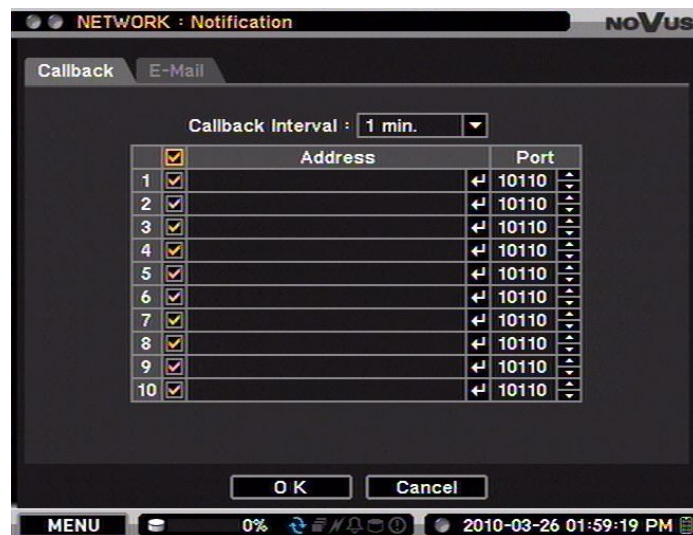 NETWORK : Notification
NOVUS
Callback E-Mail
Callback Interval : 1 min.
Address Port
1 10110
2 10110
3 10110
4 10110
5 10110
6 10110
7 10110
8 10110
9 10110
10 10110
O K Cancel
MENU 0% 2010-03-26 01:59:19 PM